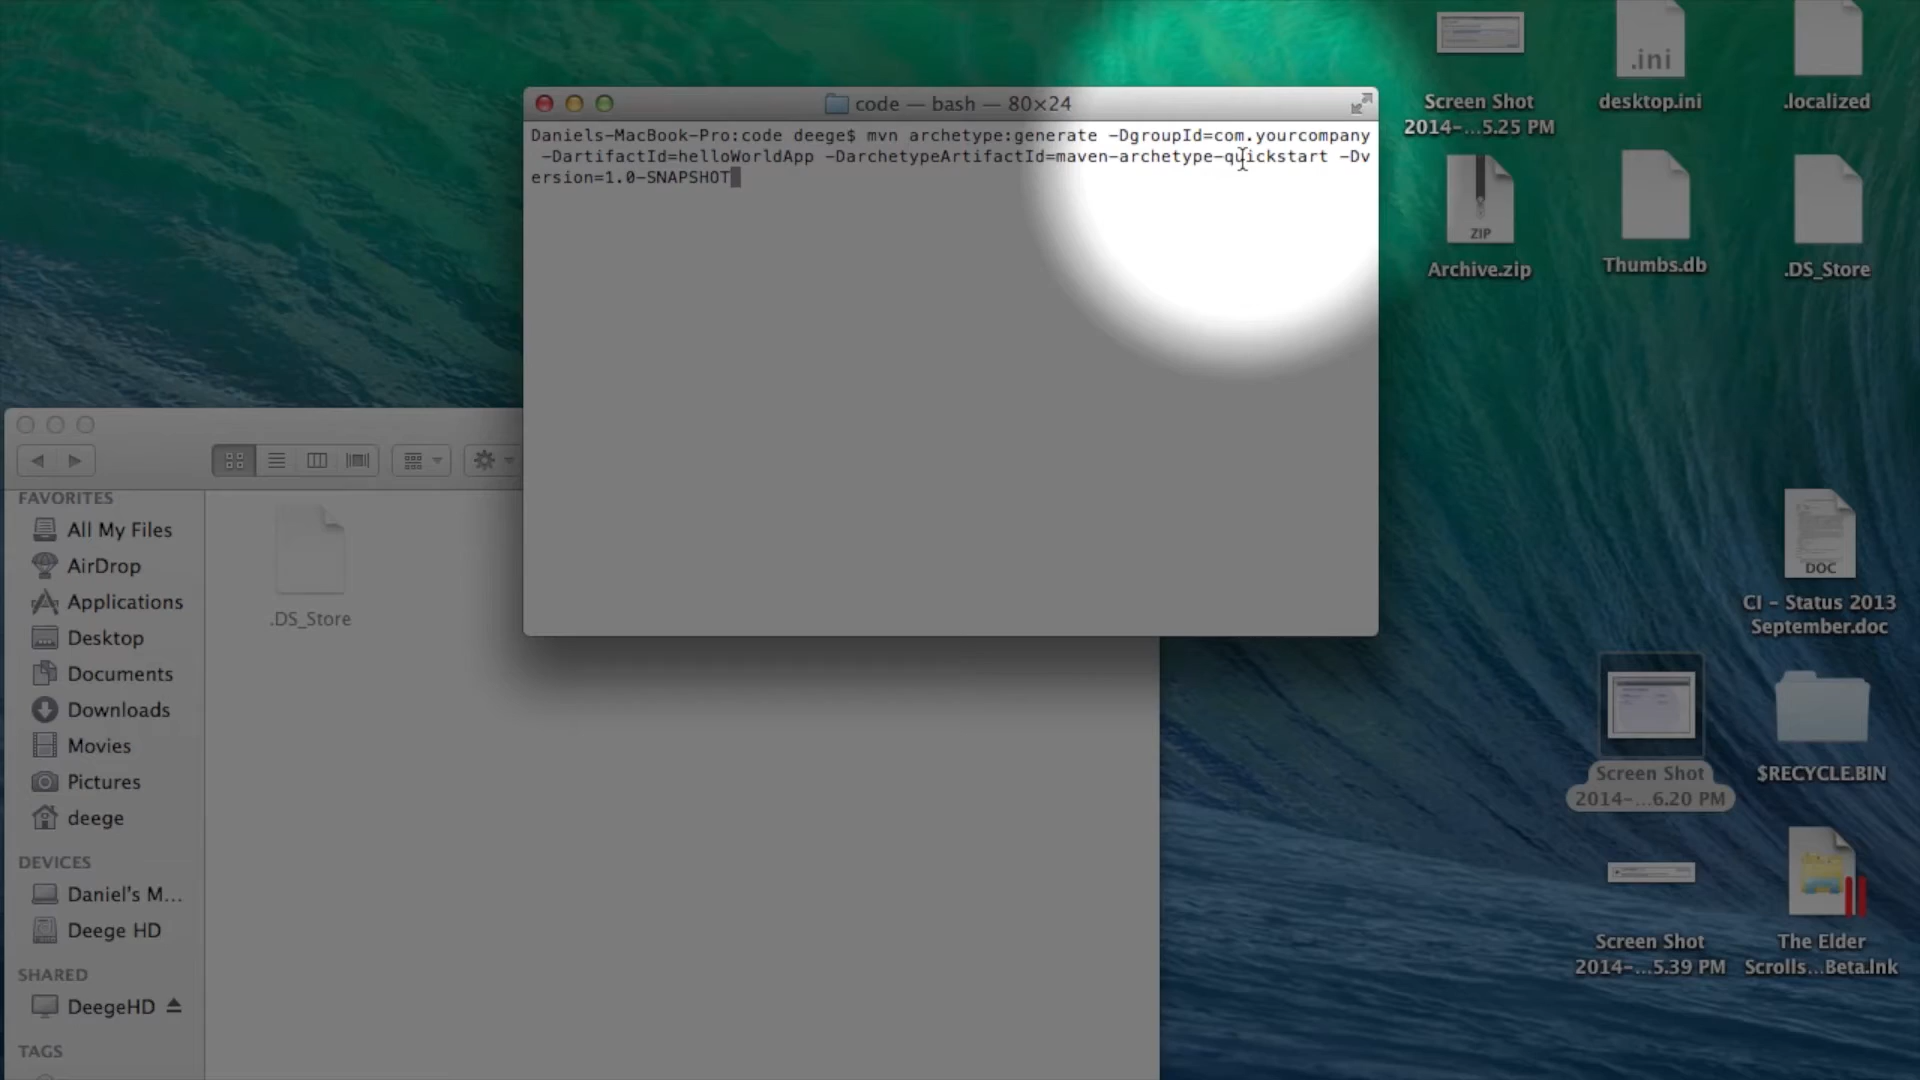 code — bash — 80×24
Daniels-MacBook-Pro:code deege$ mvn archetype:generate -DgroupId=com.yourcompany
-DartifactId=helloWorldApp -DarchetypeArtifactId=maven-archetype-quickstart -Dv
ersion=1.0-SNAPSHOT
Screen Shot
2014-...5.25 PM
.ini
desktop.ini
.localized
ZIP
Archive.zip
Thumbs.db
.DS_Store
FAVORITES
All My Files
AirDrop
Applications
Desktop
Documents
Downloads
Movies
Pictures
deege
DEVICES
Daniel's M...
Deege HD
SHARED
DeegeHD
TAGS
.DS_Store
DOC
CI - Status 2013
September.doc
Screen Shot
2014-...6.20 PM
$RECYCLE.BIN
Screen Shot
2014-...5.39 PM
The Elder
Scrolls...Beta.lnk